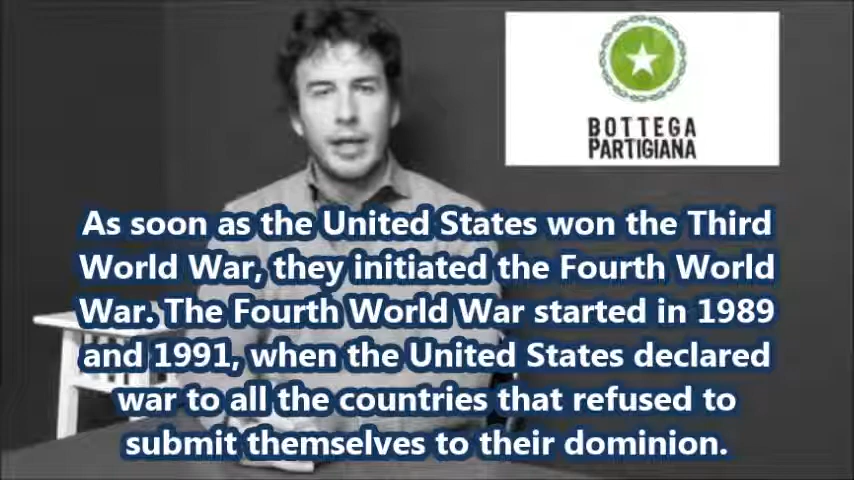 BOTTEGA
PARTIGIANA
As soon as the United States won the Third
World War, they initiated the Fourth World
War. The Fourth World War started in 1989
and 1991, when the United States declared
war to all the countries that refused to
submit themselves to their dominion.